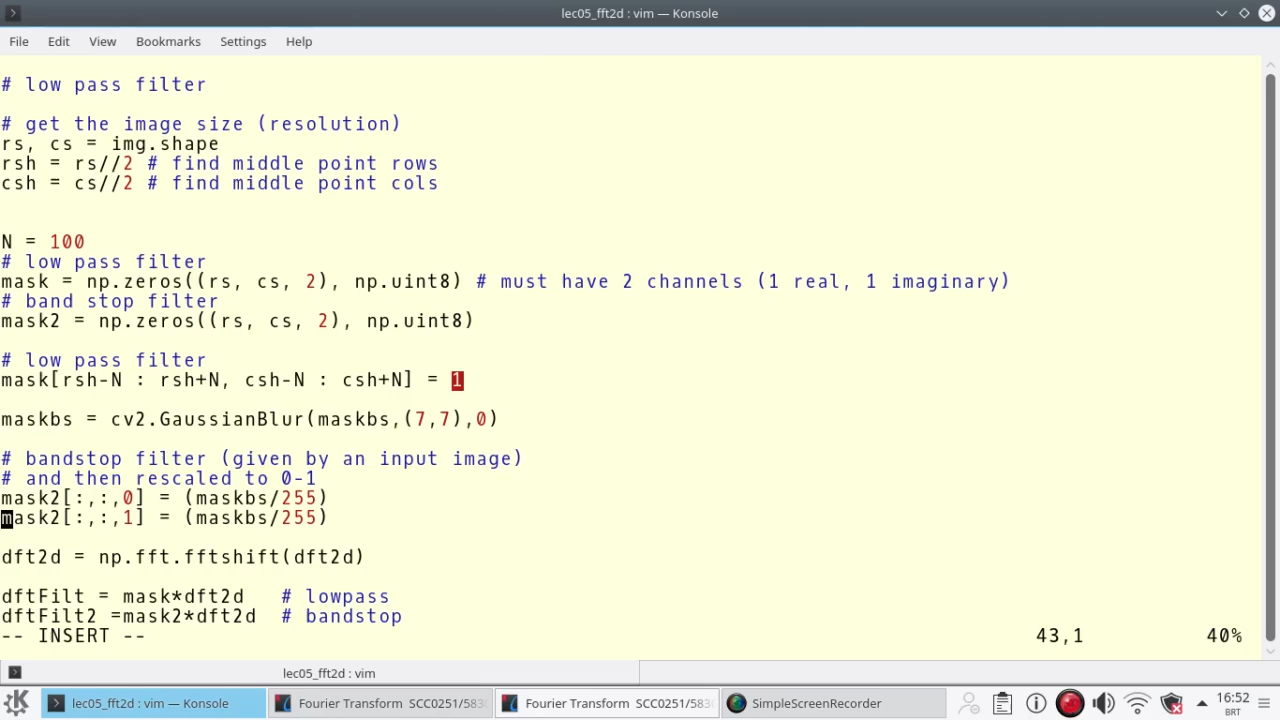 lec05_fft2d : vim — Konsole
File Edit View Bookmarks Settings Help
# low pass filter
# get the image size (resolution)
rs, cs = img.shape
rsh = rs//2 # find middle point rows
csh = cs//2 # find middle point cols
N = 100
# low pass filter
mask = np.zeros((rs, cs, 2), np.uint8) # must have 2 channels (1 real, 1 imaginary)
# band stop filter
mask2 = np.zeros((rs, cs, 2), np.uint8)
# low pass filter
mask[rsh-N : rsh+N, csh-N : csh+N] = 1
maskbs = cv2.GaussianBlur(maskbs,(7,7),0)
# bandstop filter (given by an input image)
# and then rescaled to 0-1
mask2[:,:,0] = (maskbs/255)
mask2[:,:,1] = (maskbs/255)
dft2d = np.fft.fftshift(dft2d)
dftFilt = mask*dft2d # lowpass
dftFilt2 =mask2*dft2d # bandstop
-- INSERT -- 43,1 40%
lec05_fft2d : vim
lec05_fft2d : vim — Konsole Fourier Transform SCC0251/583 Fourier Transform SCC0251/583 SimpleScreenRecorder 16:52
BRT